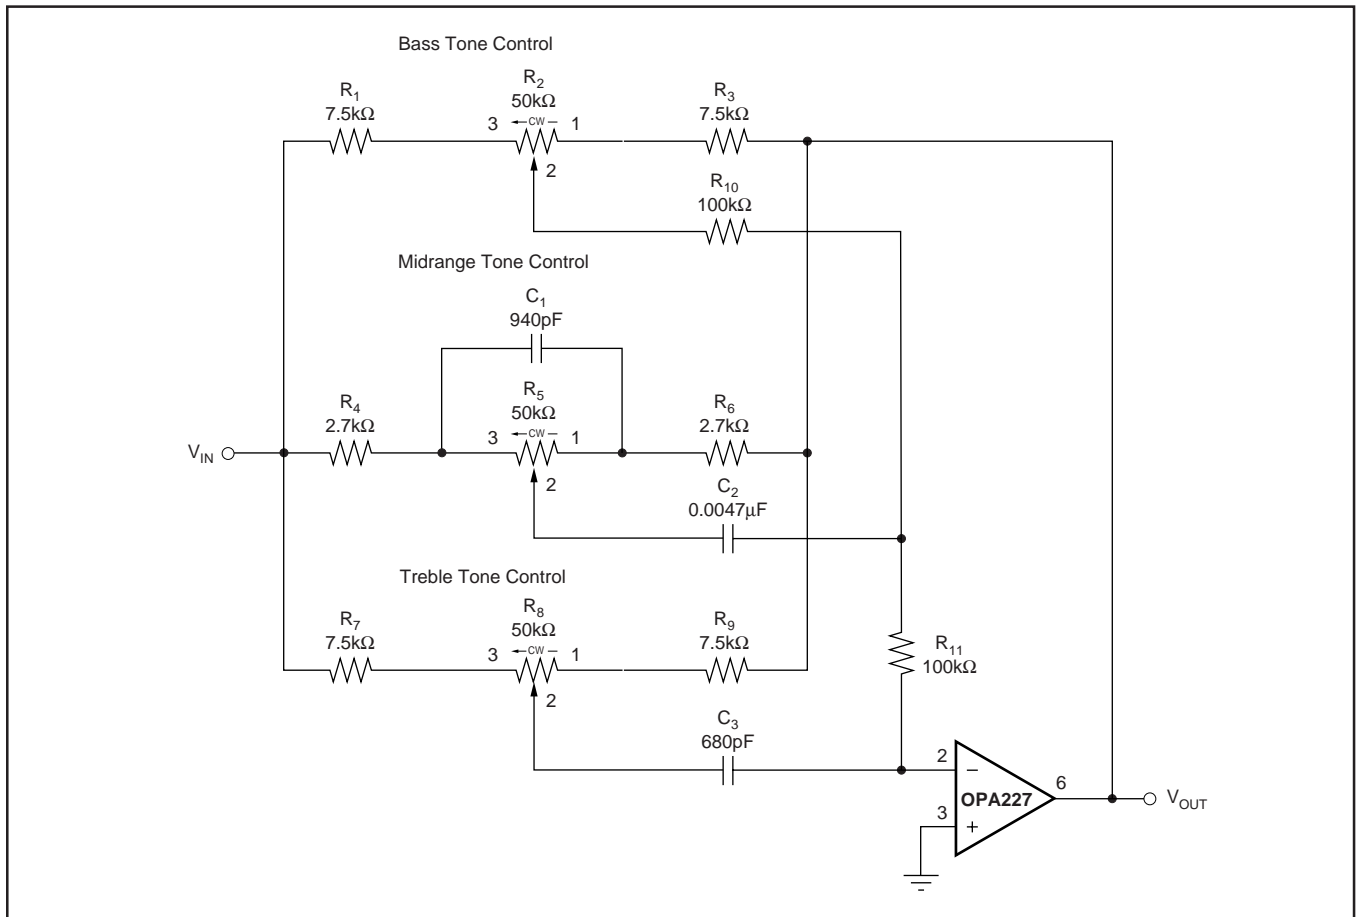 Bass Tone Control
R1
7.5kΩ
R2
50kΩ
3 CW 1
2
R3
7.5kΩ
R10
100kΩ
Midrange Tone Control
C1
940pF
R4
2.7kΩ
R5
50kΩ
3 CW 1
2
R6
2.7kΩ
VIN
C2
0.0047μF
Treble Tone Control
R7
7.5kΩ
R8
50kΩ
3 CW 1
2
R9
7.5kΩ
R11
100kΩ
C3
680pF
2
−
OPA227
3
+
6
VOUT